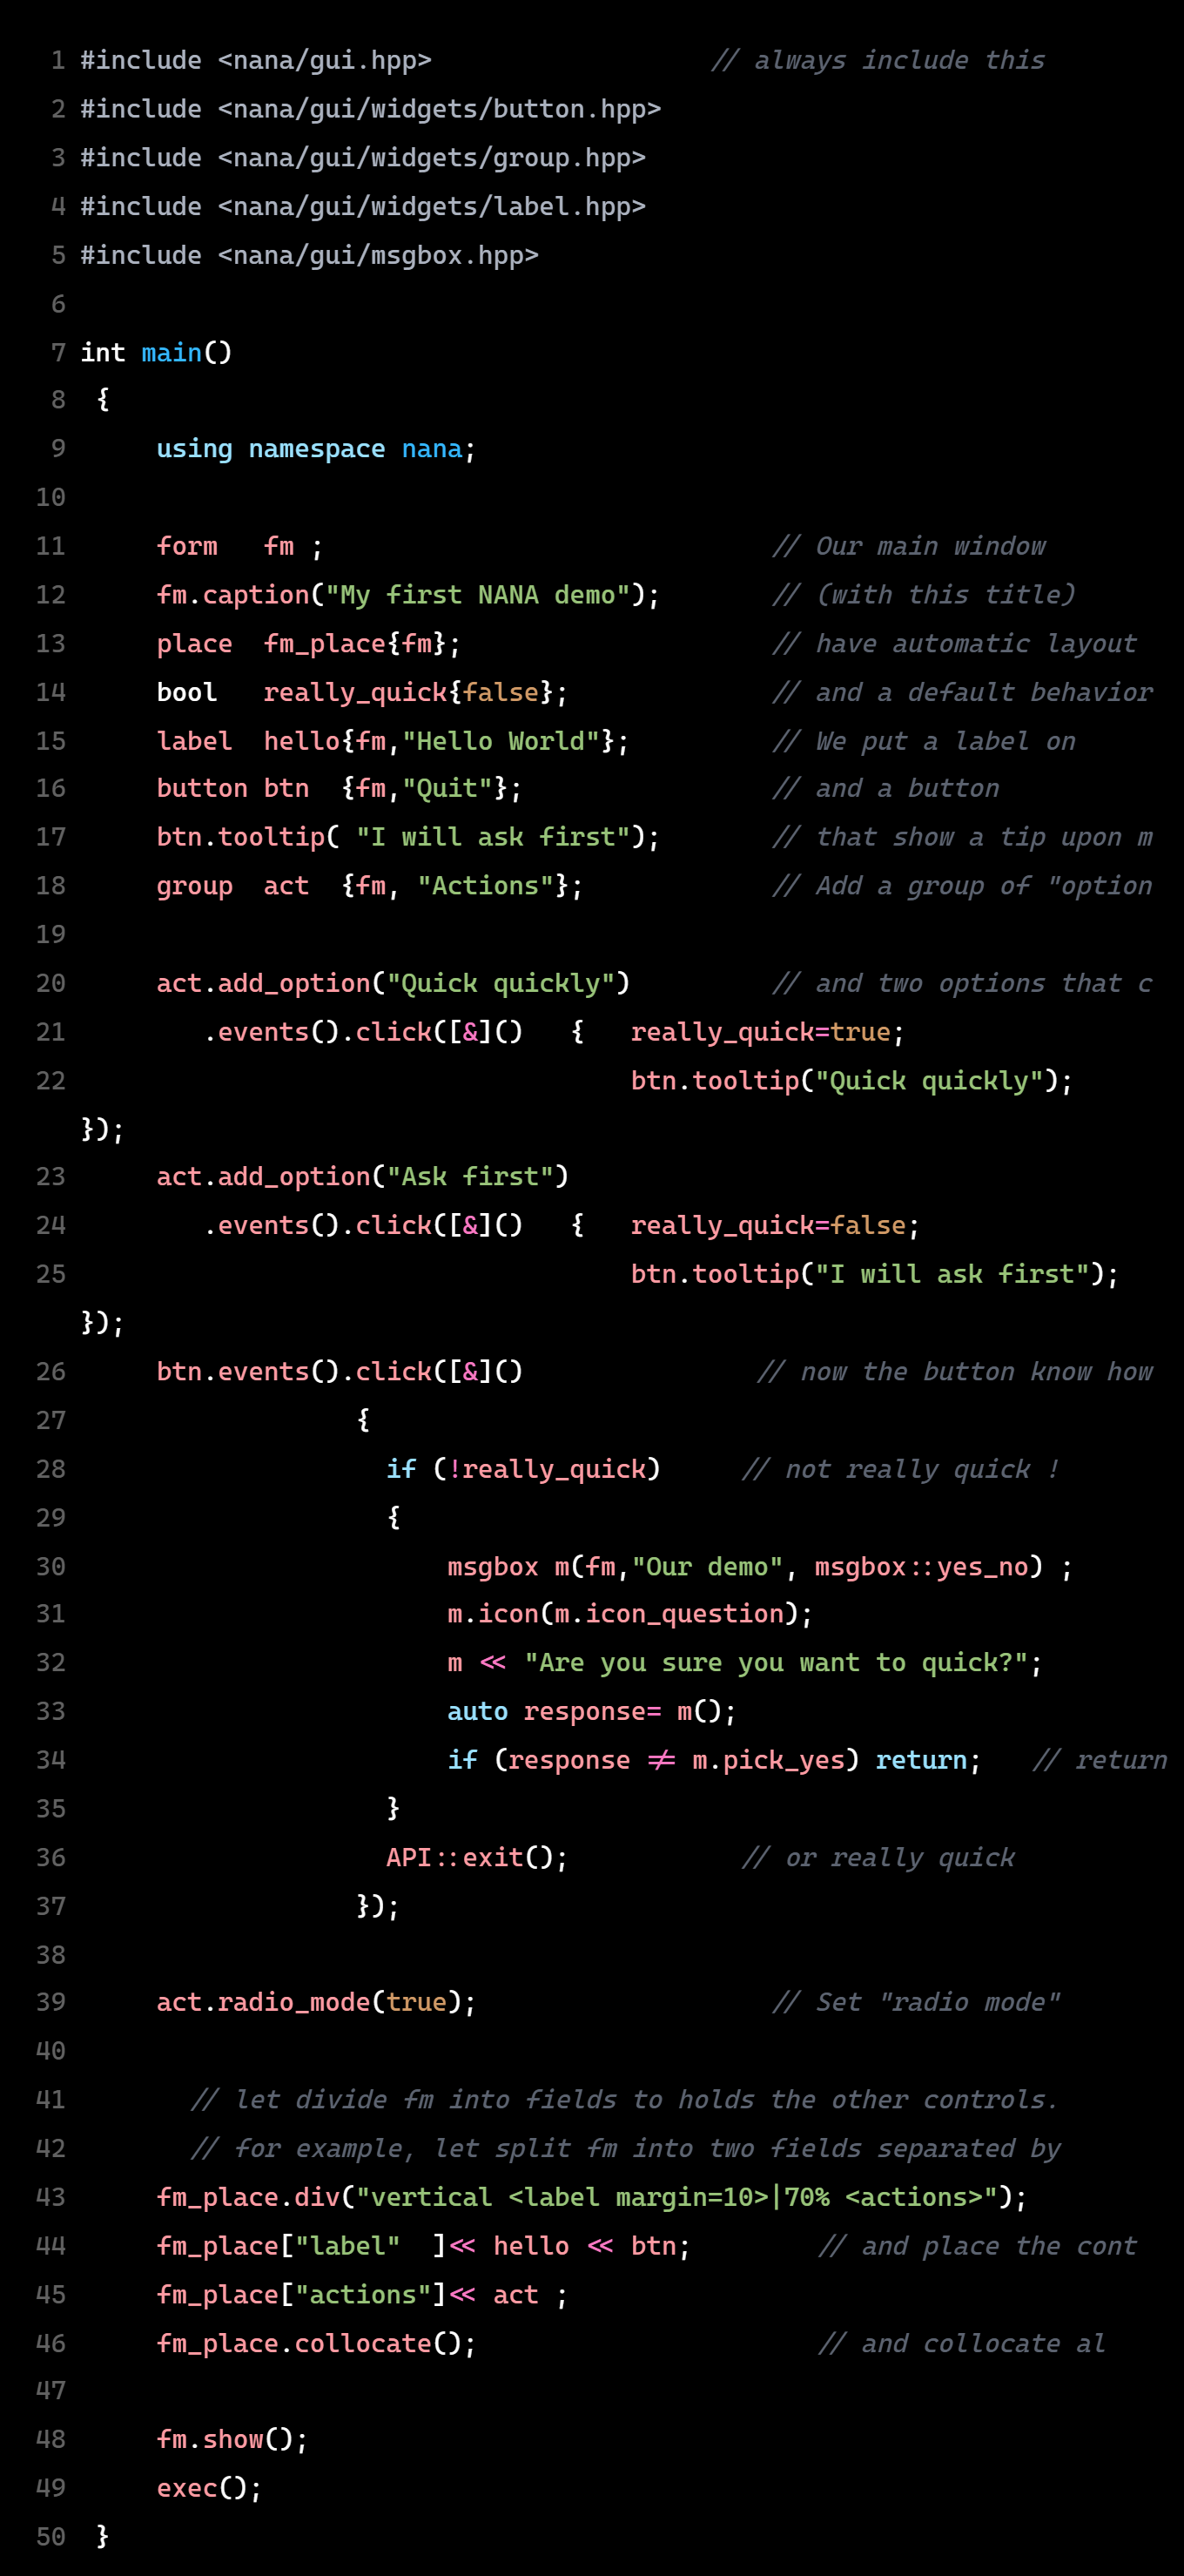 1 #include <nana/gui.hpp>                  // always include this
2 #include <nana/gui/widgets/button.hpp>
3 #include <nana/gui/widgets/group.hpp>
4 #include <nana/gui/widgets/label.hpp>
5 #include <nana/gui/msgbox.hpp>
6
7 int main()
8  {
9      using namespace nana;
10
11      form   fm ;                             // Our main window
12      fm.caption("My first NANA demo");       // (with this title)
13      place  fm_place{fm};                    // have automatic layout
14      bool   really_quick{false};             // and a default behavior
15      label  hello{fm,"Hello World"};         // We put a label on
16      button btn  {fm,"Quit"};                // and a button
17      btn.tooltip( "I will ask first");       // that show a tip upon m
18      group  act  {fm, "Actions"};            // Add a group of "option
19
20      act.add_option("Quick quickly")         // and two options that c
21         .events().click([&]()   {   really_quick=true;
22                                     btn.tooltip("Quick quickly");
});
23      act.add_option("Ask first")
24         .events().click([&]()   {   really_quick=false;
25                                     btn.tooltip("I will ask first");
});
26      btn.events().click([&]()               // now the button know how
27                   {
28                     if (!really_quick)     // not really quick !
29                     {
30                         msgbox m(fm,"Our demo", msgbox::yes_no) ;
31                         m.icon(m.icon_question);
32                         m << "Are you sure you want to quick?";
33                         auto response= m();
34                         if (response != m.pick_yes) return;   // return
35                     }
36                     API::exit();           // or really quick
37                   });
38
39      act.radio_mode(true);                   // Set "radio mode"
40
41        // let divide fm into fields to holds the other controls.
42        // for example, let split fm into two fields separated by
43      fm_place.div("vertical <label margin=10>|70% <actions>");
44      fm_place["label"  ]<< hello << btn;        // and place the cont
45      fm_place["actions"]<< act ;
46      fm_place.collocate();                      // and collocate al
47
48      fm.show();
49      exec();
50  }